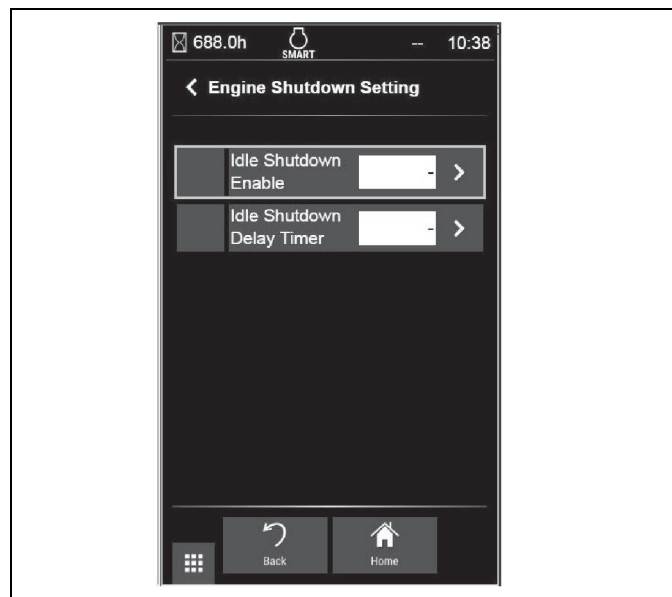 688.0h SMART -- 10:38
Engine Shutdown Setting
Idle Shutdown
Enable -
Idle Shutdown
Delay Timer -
Back Home